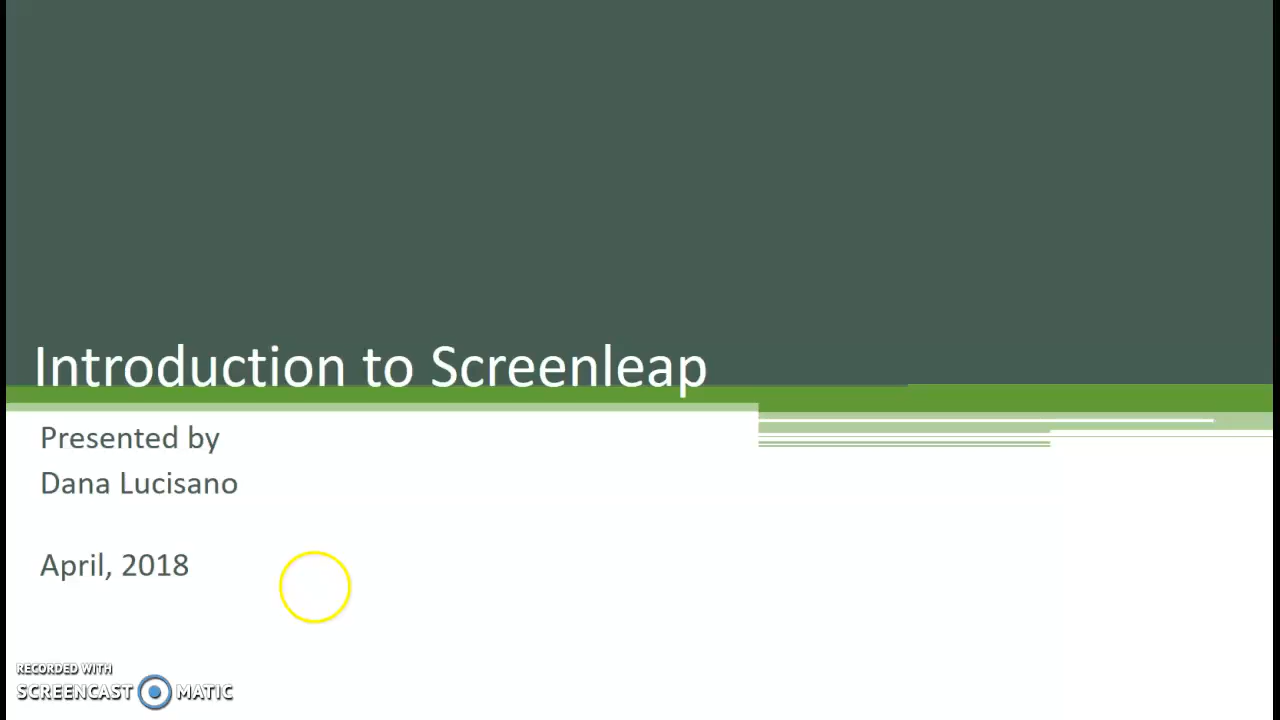 Introduction to Screenleap
Presented by
Dana Lucisano
April, 2018
RECORDED WITH
SCREENCAST MATIC